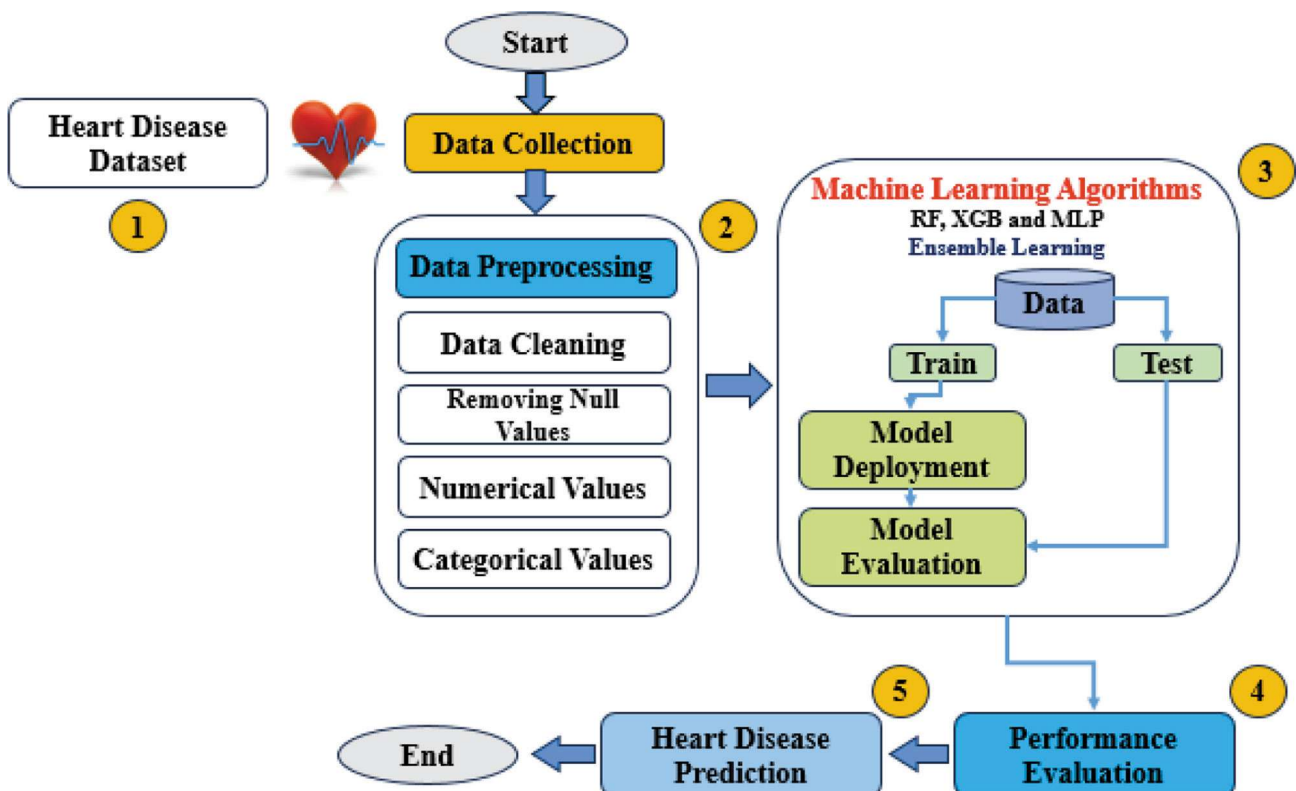 Start
Heart Disease
Dataset
1
Data Collection
2
Data Preprocessing
Data Cleaning
Removing Null
Values
Numerical Values
Categorical Values
3
Machine Learning Algorithms
RF, XGB and MLP
Ensemble Learning
Data
Train
Test
Model
Deployment
Model
Evaluation
4
Performance
Evaluation
5
Heart Disease
Prediction
End